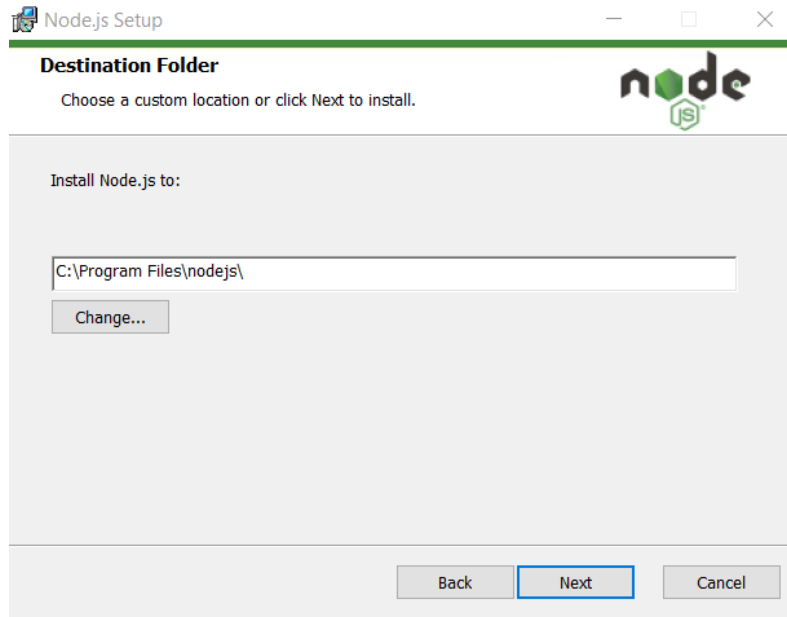 Node.js Setup
Destination Folder
Choose a custom location or click Next to install.
node
JS
Install Node.js to:
C:\Program Files\nodejs\
Change...
Back
Next
Cancel